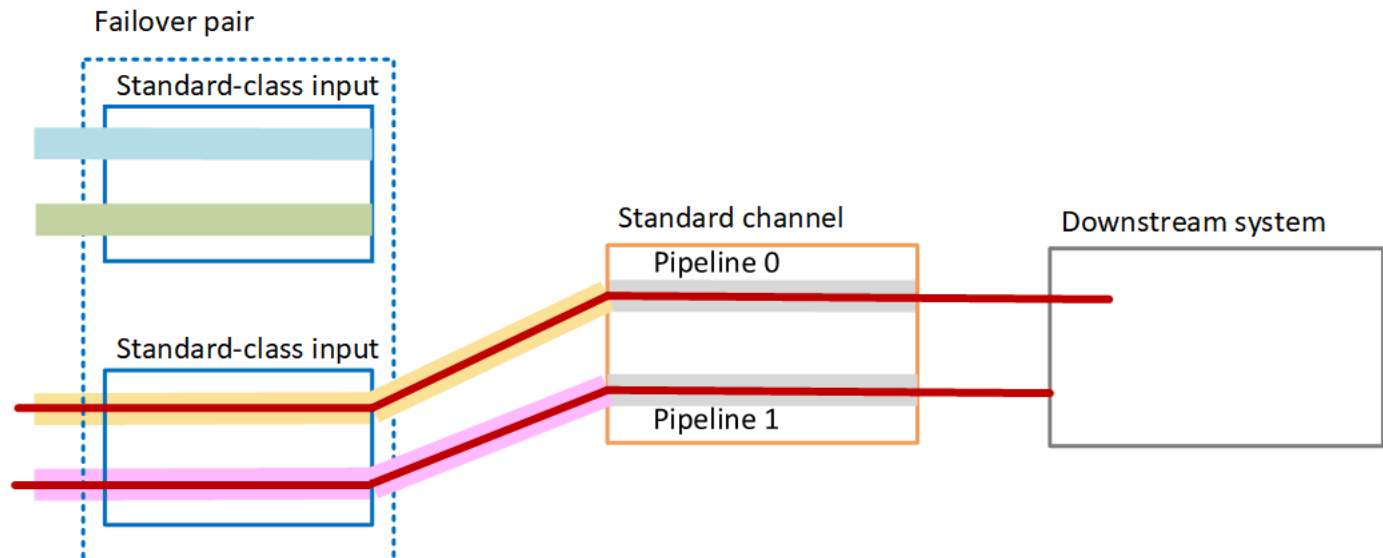 Failover pair
Standard-class input
Standard channel
Downstream system
Pipeline 0
Standard-class input
Pipeline 1